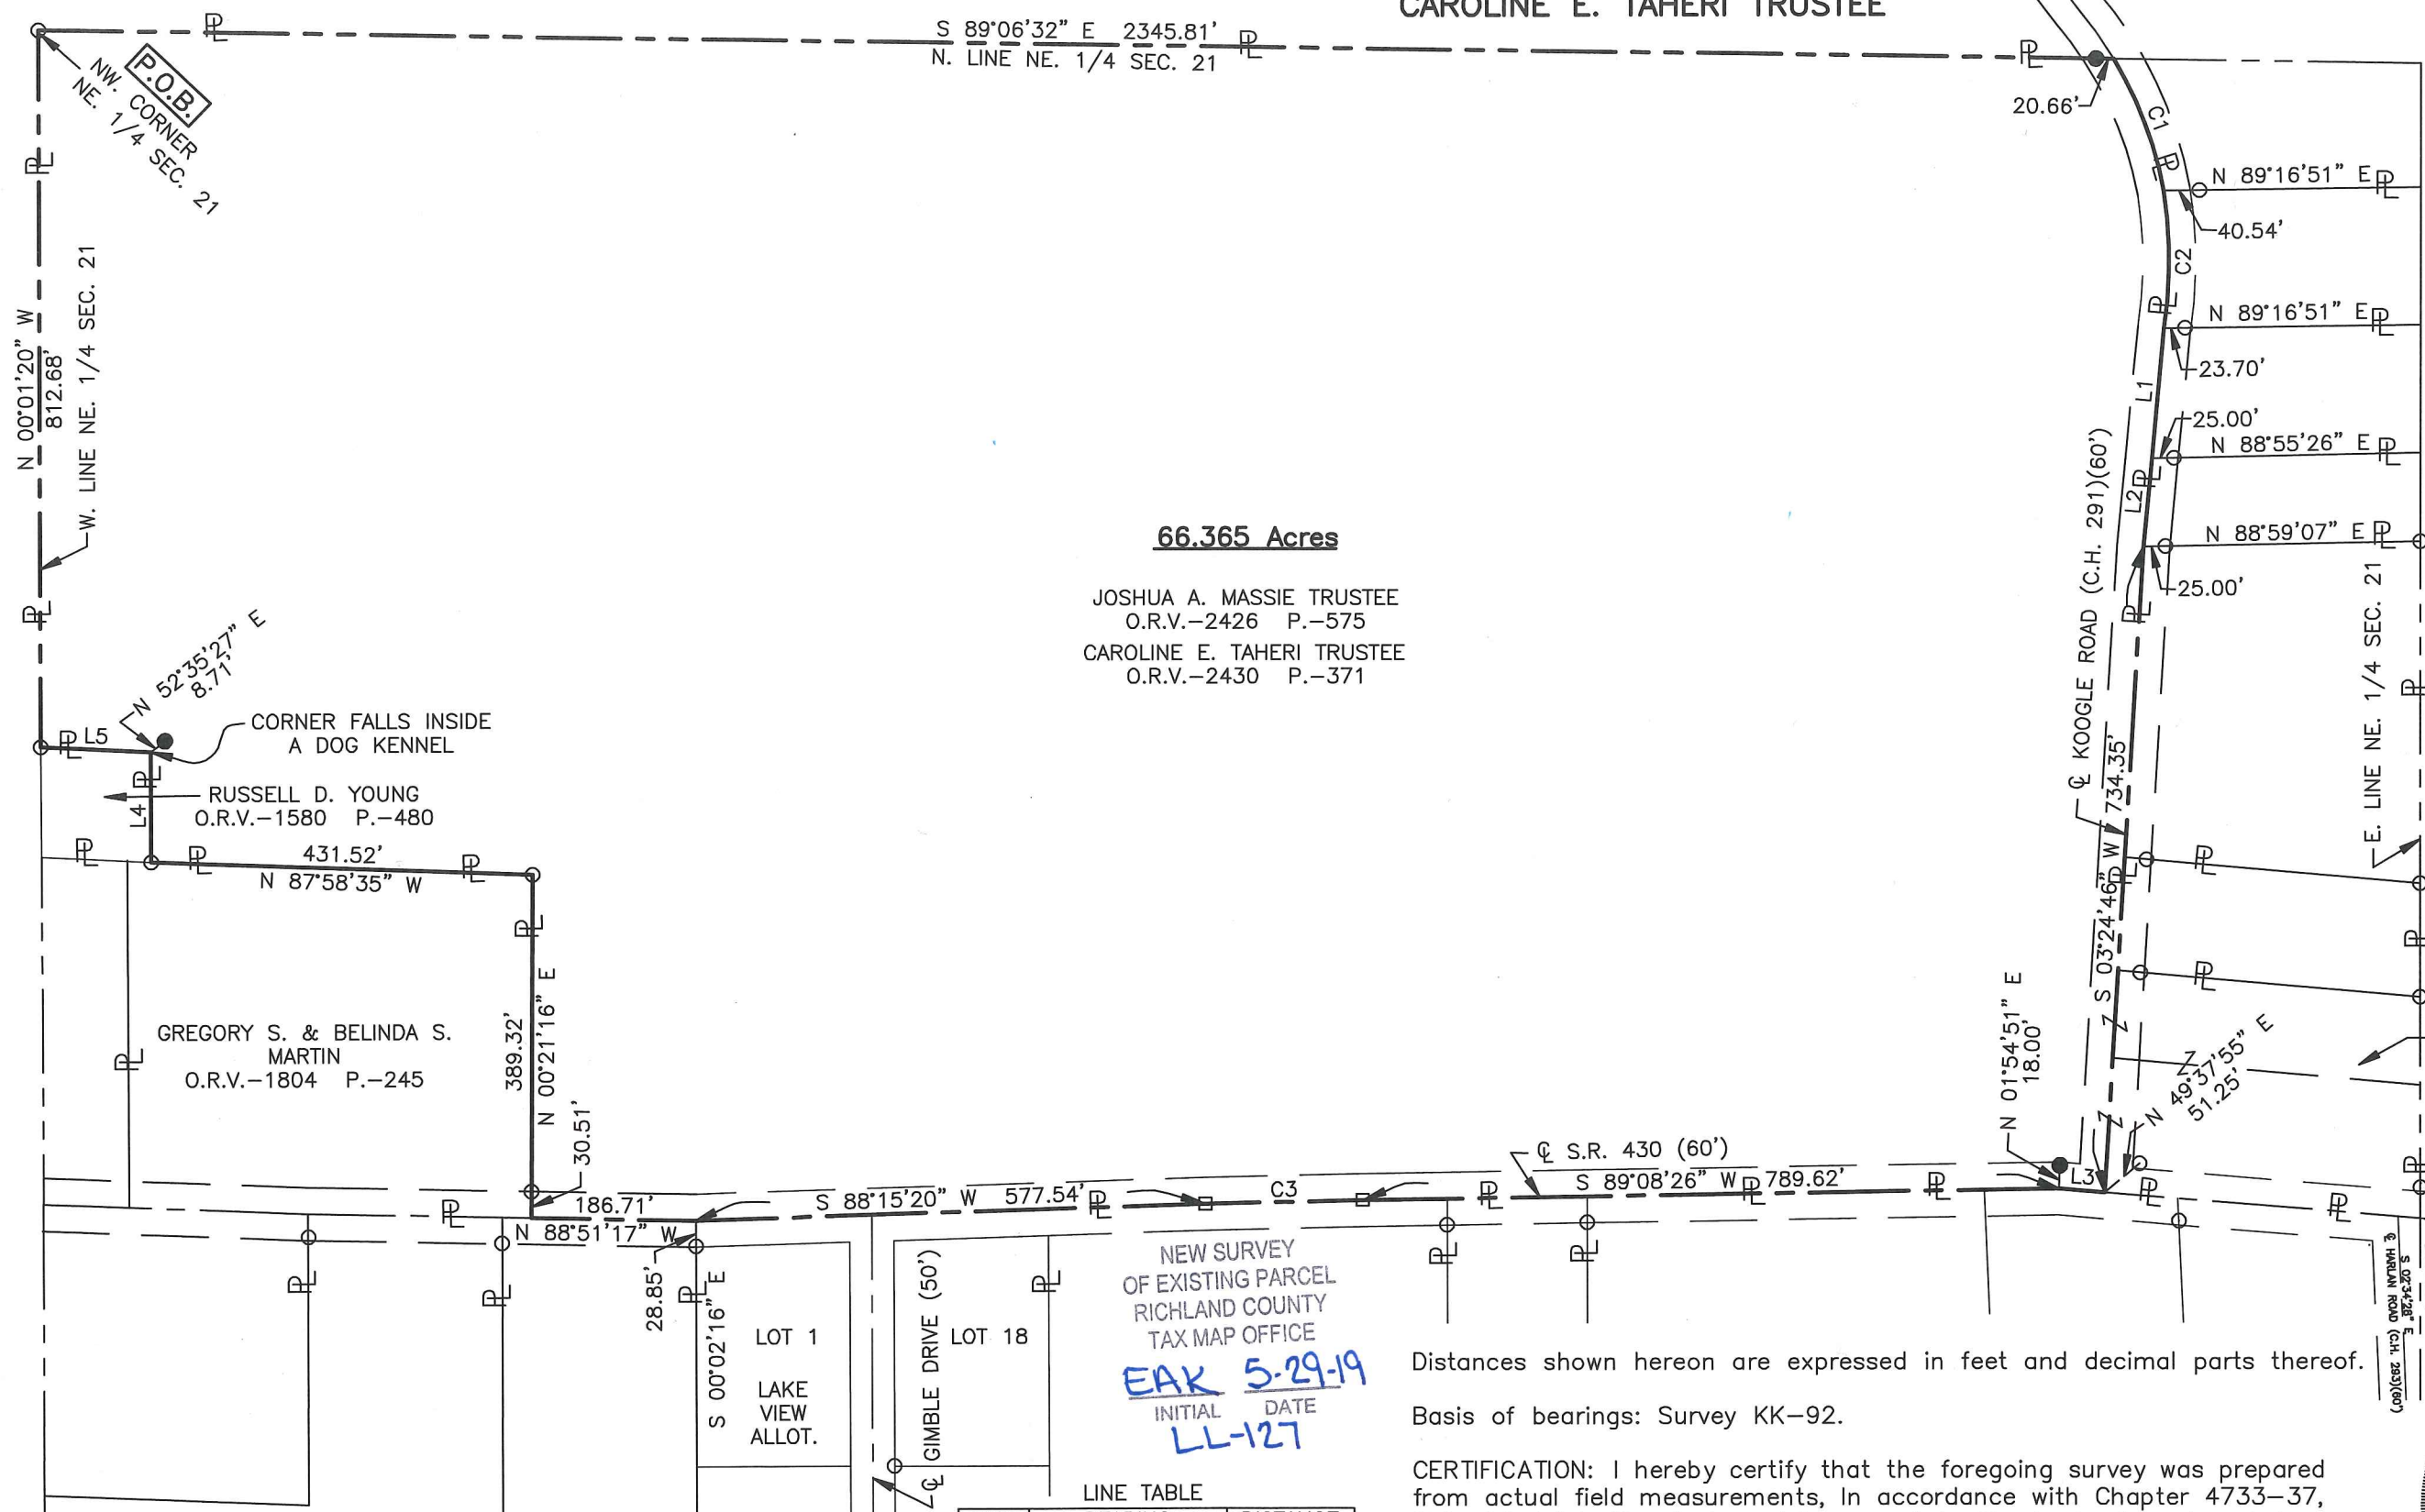 CAROLINE E. TAHERI TRUSTEE
S 89°06'32" E 2345.81'
N. LINE NE. 1/4 SEC. 21
P.O.B.
NW. CORNER
NE. 1/4 SEC. 21
20.66'
C1
N 89°16'51" E
40.54'
C2
N 89°16'51" E
23.70'
L1
25.00'
N 88°55'26" E
L2
N 88°59'07" E
25.00'
N 00°01'20" W
812.68'
W. LINE NE. 1/4 SEC. 21
66.365 Acres
JOSHUA A. MASSIE TRUSTEE
O.R.V.-2426 P.-575
CAROLINE E. TAHERI TRUSTEE
O.R.V.-2430 P.-371
℄ KOOGLE ROAD (C.H. 291)(60')
E. LINE NE. 1/4 SEC. 21
S 03°24'46" W 734.35'
N 52°35'27" E
8.71'
L5
CORNER FALLS INSIDE
A DOG KENNEL
L4
RUSSELL D. YOUNG
O.R.V.-1580 P.-480
431.52'
N 87°58'35" W
389.32'
N 00°21'16" E
GREGORY S. & BELINDA S.
MARTIN
O.R.V.-1804 P.-245
30.51'
186.71'
N 88°51'17" W
28.85'
S 00°02'16" E
S 88°15'20" W 577.54'
C3
℄ S.R. 430 (60')
S 89°08'26" W 789.62'
N 01°54'51" E
18.00'
L3
N 49°37'55" E
51.25'
S 02°34'28" E
℄ HARLAN ROAD (C.H. 293)(60')
LOT 1
LAKE
VIEW
ALLOT.
℄ GIMBLE DRIVE (50')
LOT 18
NEW SURVEY
OF EXISTING PARCEL
RICHLAND COUNTY
TAX MAP OFFICE
EAK 5-29-19
INITIAL DATE
LL-127
LINE TABLE
Distances shown hereon are expressed in feet and decimal parts thereof.
Basis of bearings: Survey KK-92.
CERTIFICATION: I hereby certify that the foregoing survey was prepared
from actual field measurements, In accordance with Chapter 4733-37,